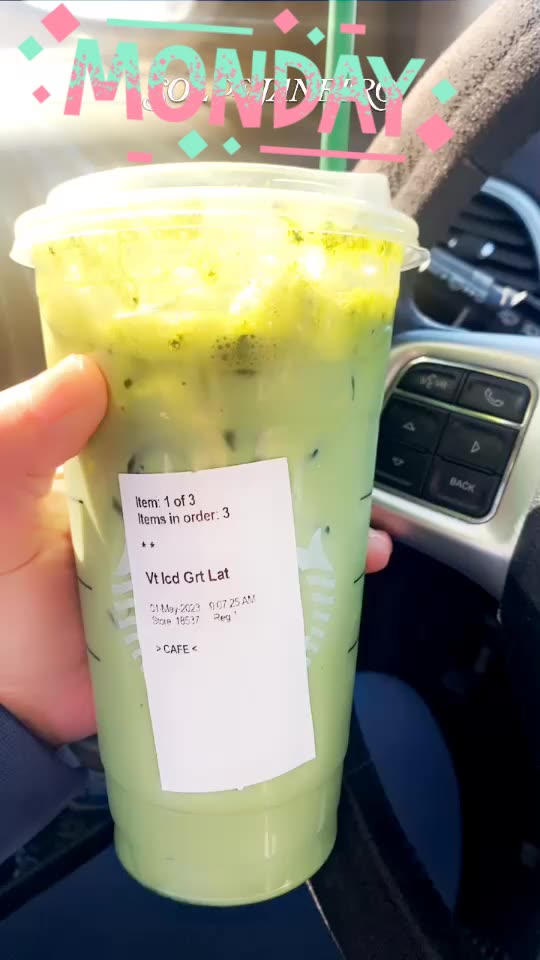 MONDAY
Item: 1 of 3
Items in order: 3
* *
Vt Icd Grt Lat
01-May-2023 9:07:25 AM
Store 18537 Reg
>CAFE<
BACK